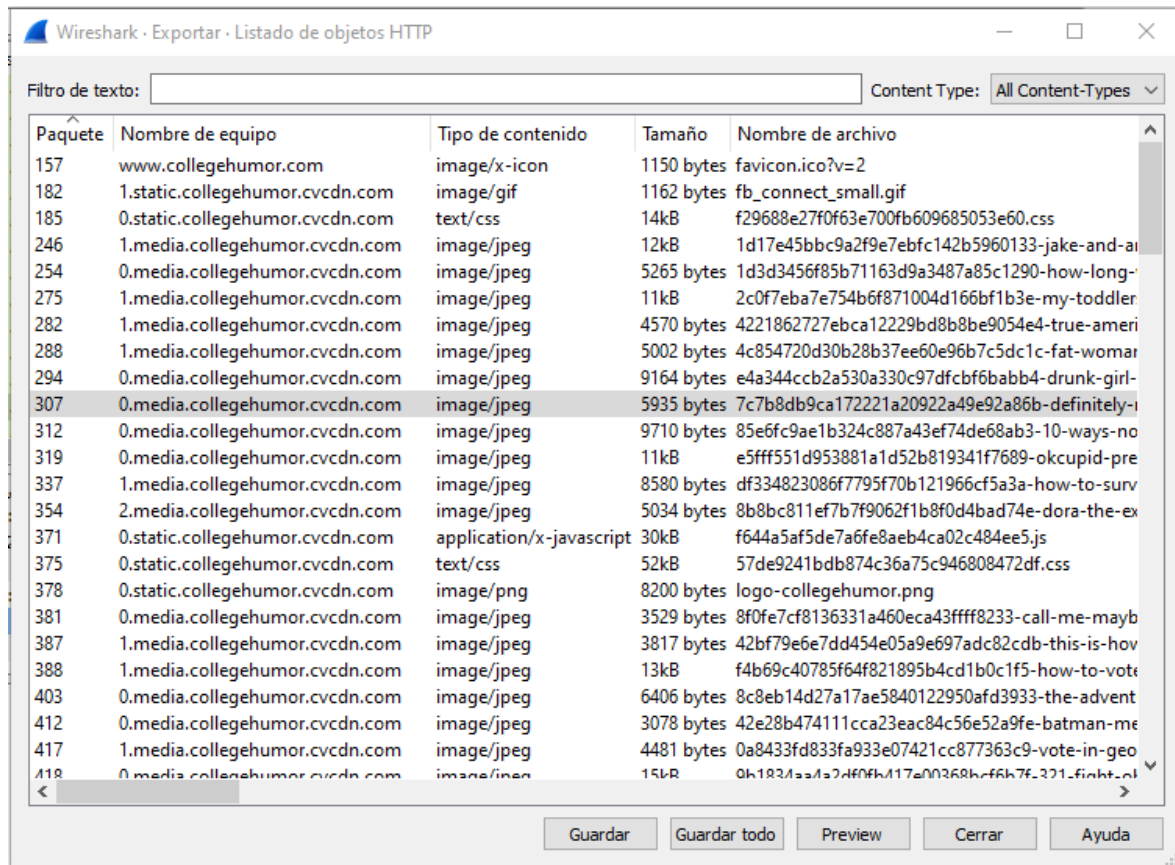 Wireshark · Exportar · Listado de objetos HTTP
Filtro de texto: Content Type: All Content-Types
Paquete Nombre de equipo Tipo de contenido Tamaño Nombre de archivo
157 www.collegehumor.com image/x-icon 1150 bytes favicon.ico?v=2
182 1.static.collegehumor.cvcdn.com image/gif 1162 bytes fb_connect_small.gif
185 0.static.collegehumor.cvcdn.com text/css 14kB f29688e27f0f63e700fb609685053e60.css
246 1.media.collegehumor.cvcdn.com image/jpeg 12kB 1d17e45bbc9a2f9e7ebfc142b5960133-jake-and-a
254 0.media.collegehumor.cvcdn.com image/jpeg 5265 bytes 1d3d3456f85b71163d9a3487a85c1290-how-long-
275 1.media.collegehumor.cvcdn.com image/jpeg 11kB 2c0f7eba7e754b6f871004d166bf1b3e-my-toddler
282 1.media.collegehumor.cvcdn.com image/jpeg 4570 bytes 4221862727ebca12229bd8b8be9054e4-true-ameri
288 1.media.collegehumor.cvcdn.com image/jpeg 5002 bytes 4c854720d30b28b37ee60e96b7c5dc1c-fat-woman
294 0.media.collegehumor.cvcdn.com image/jpeg 9164 bytes e4a344ccb2a530a330c97dfcbf6babb4-drunk-girl-
307 0.media.collegehumor.cvcdn.com image/jpeg 5935 bytes 7c7b8db9ca172221a20922a49e92a86b-definitely-
312 0.media.collegehumor.cvcdn.com image/jpeg 9710 bytes 85e6fc9ae1b324c887a43ef74de68ab3-10-ways-no
319 0.media.collegehumor.cvcdn.com image/jpeg 11kB e5fff551d953881a1d52b819341f7689-okcupid-pre
337 1.media.collegehumor.cvcdn.com image/jpeg 8580 bytes df334823086f7795f70b121966cf5a3a-how-to-surv
354 2.media.collegehumor.cvcdn.com image/jpeg 5034 bytes 8b8bc811ef7b7f9062f1b8f0d4bad74e-dora-the-ex
371 0.static.collegehumor.cvcdn.com application/x-javascript 30kB f644a5af5de7a6fe8aeb4ca02c484ee5.js
375 0.static.collegehumor.cvcdn.com text/css 52kB 57de9241bdb874c36a75c946808472df.css
378 0.static.collegehumor.cvcdn.com image/png 8200 bytes logo-collegehumor.png
381 0.media.collegehumor.cvcdn.com image/jpeg 3529 bytes 8f0fe7cf8136331a460eca43ffff8233-call-me-mayb
387 1.media.collegehumor.cvcdn.com image/jpeg 3817 bytes 42bf79e6e7dd454e05a9e697adc82cdb-this-is-how
388 1.media.collegehumor.cvcdn.com image/jpeg 13kB f4b69c40785f64f821895b4cd1b0c1f5-how-to-vote
403 0.media.collegehumor.cvcdn.com image/jpeg 6406 bytes 8c8eb14d27a17ae5840122950afd3933-the-advent
412 0.media.collegehumor.cvcdn.com image/jpeg 3078 bytes 42e28b474111cca23eac84c56e52a9fe-batman-me
417 1.media.collegehumor.cvcdn.com image/jpeg 4481 bytes 0a8433fd833fa933e07421cc877363c9-vote-in-geo
418 0.media.collegehumor.cvcdn.com image/jpeg 15kB
Guardar Guardar todo Preview Cerrar Ayuda